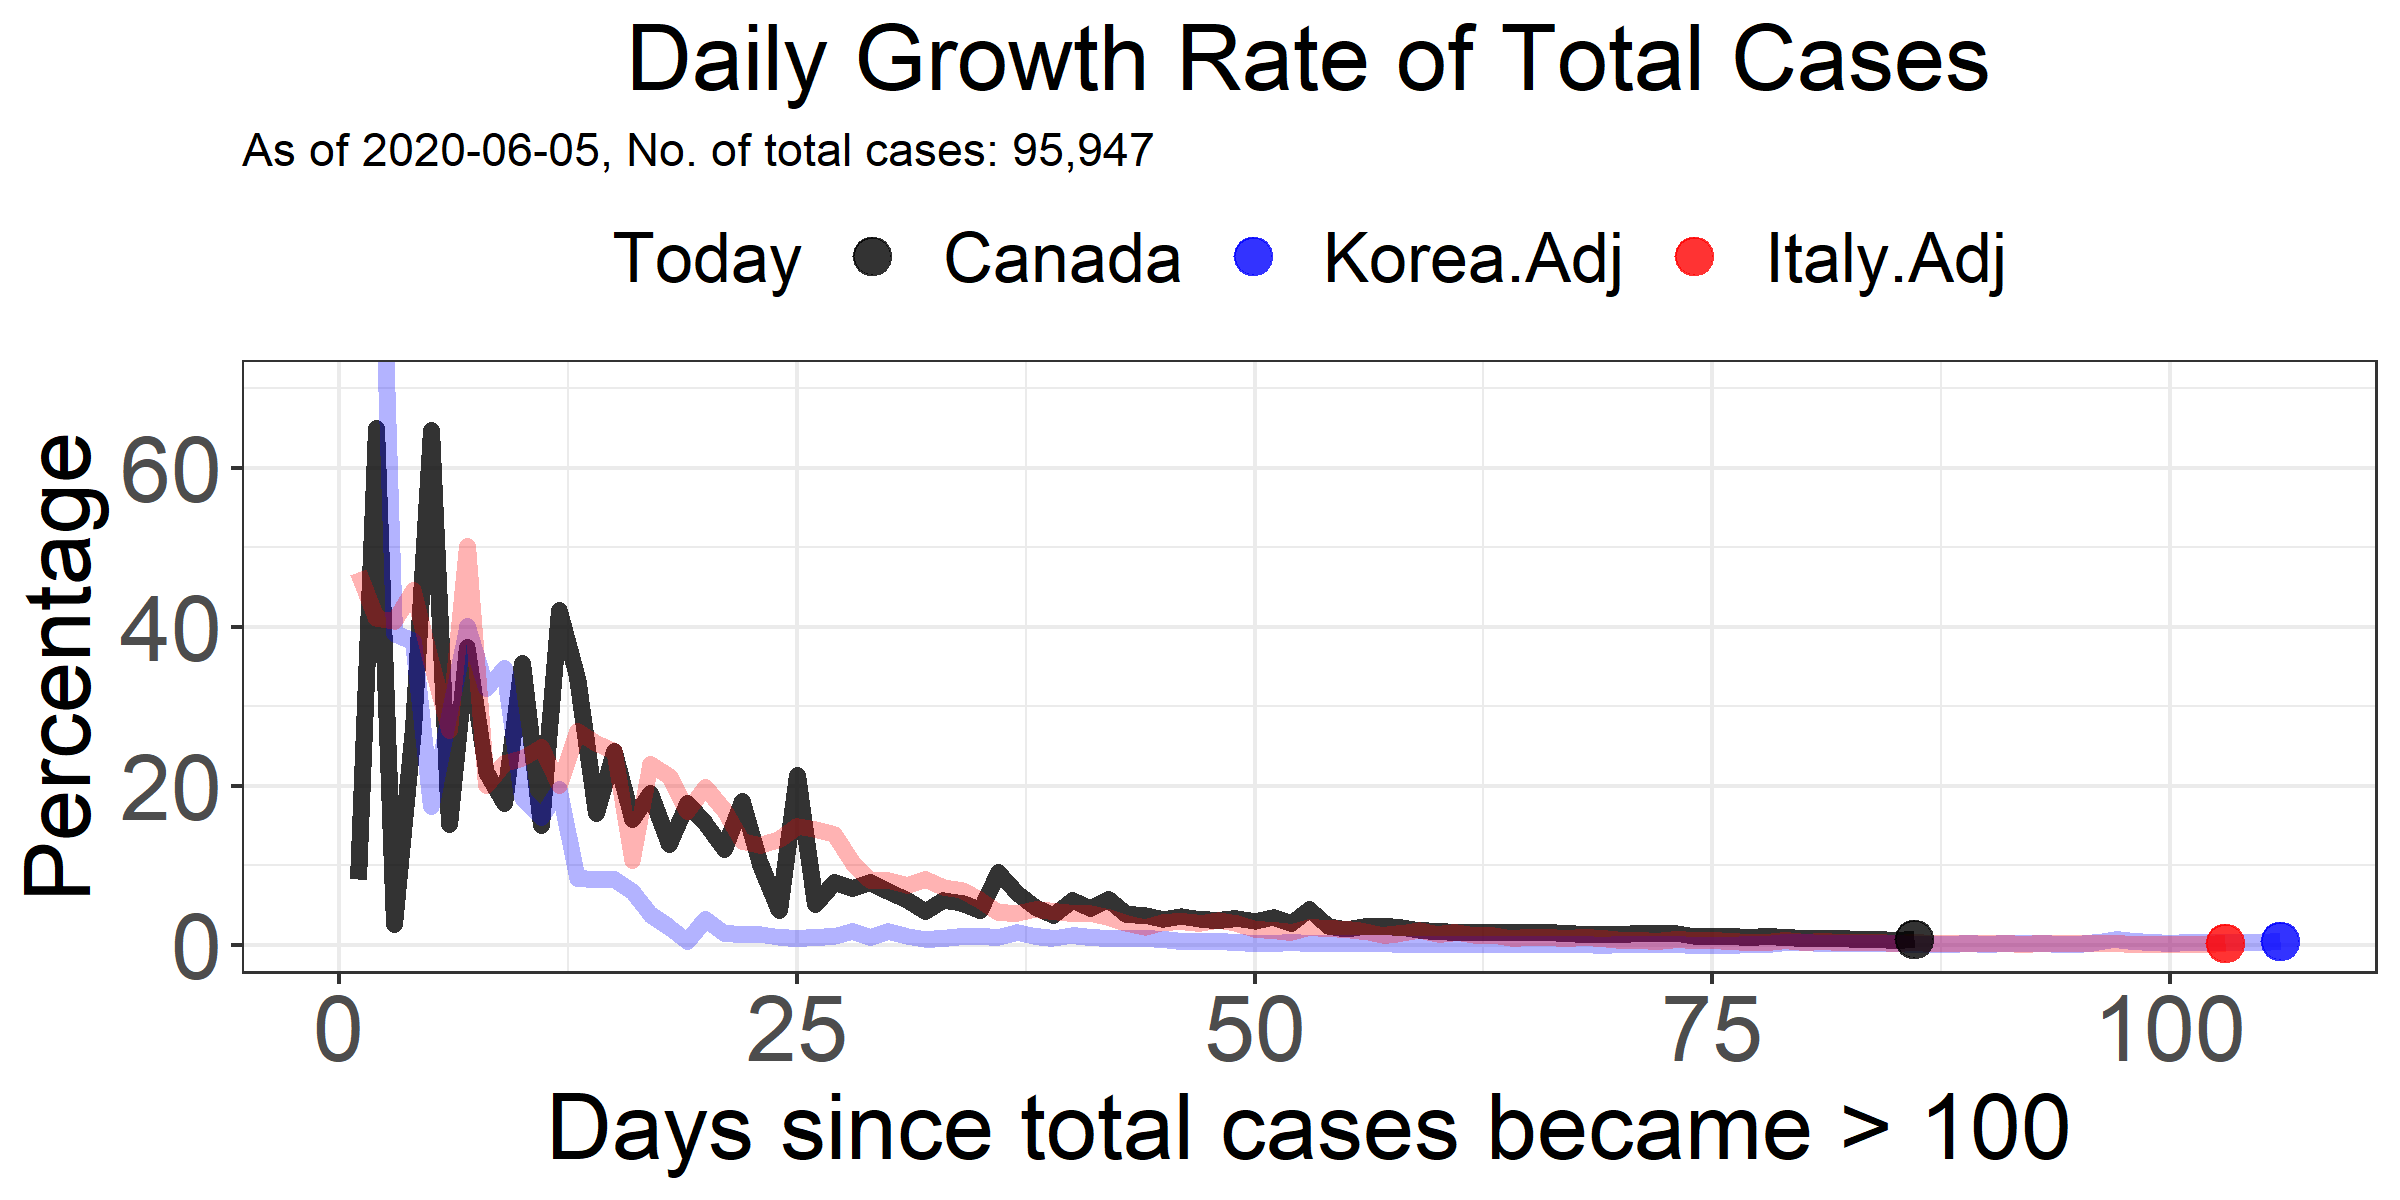 Daily Growth Rate of Total Cases
As of 2020-06-05, No. of total cases: 95,947
Today Canada Korea.Adj Italy.Adj
Percentage
60
40
20
0
0 25 50 75 100
Days since total cases became > 100